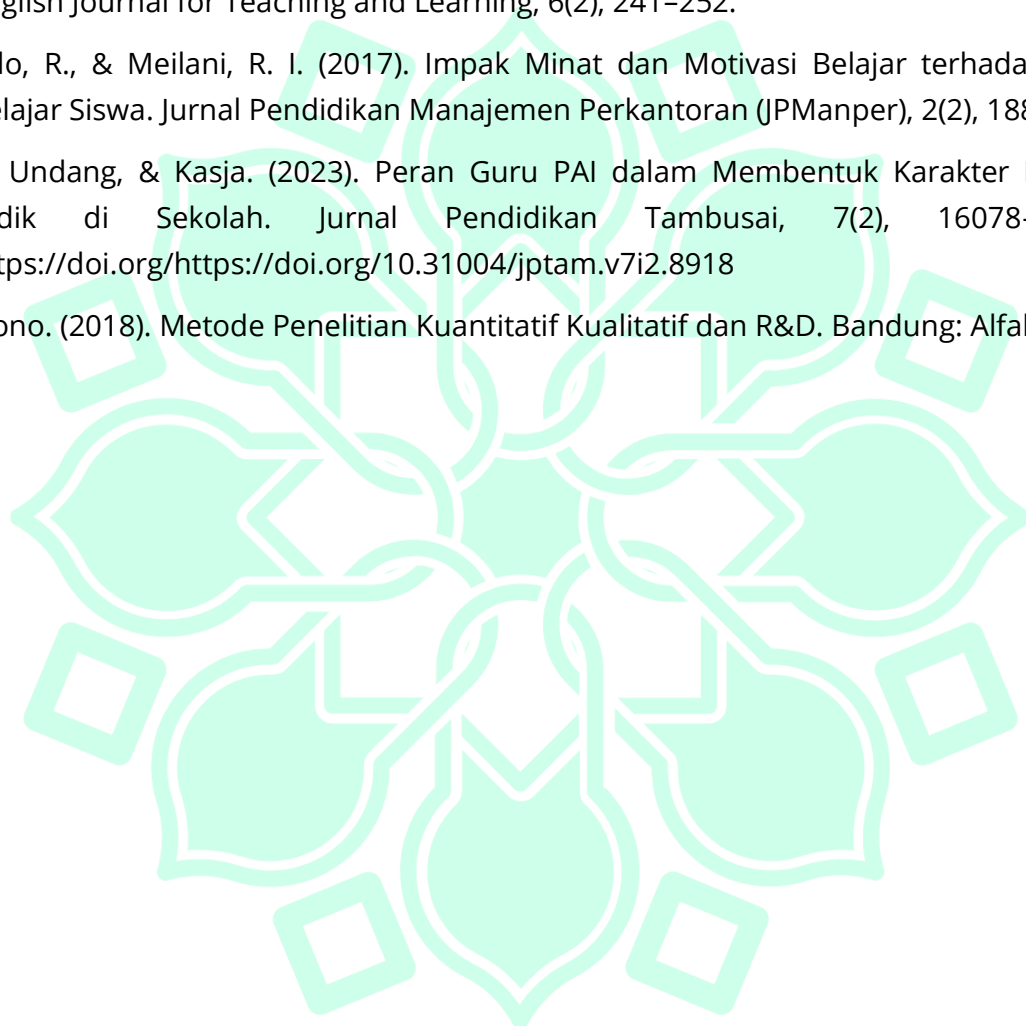 glish Journal for Teaching and Learning, 6(2), 241–252.
do, R., & Meilani, R. I. (2017). Impak Minat dan Motivasi Belajar terhada
elajar Siswa. Jurnal Pendidikan Manajemen Perkantoran (JPManper), 2(2), 188
Undang, & Kasja. (2023). Peran Guru PAI dalam Membentuk Karakter
dik di Sekolah. Jurnal Pendidikan Tambusai, 7(2), 16078-
tps://doi.org/https://doi.org/10.31004/jptam.v7i2.8918
ono. (2018). Metode Penelitian Kuantitatif Kualitatif dan R&D. Bandung: Alfa